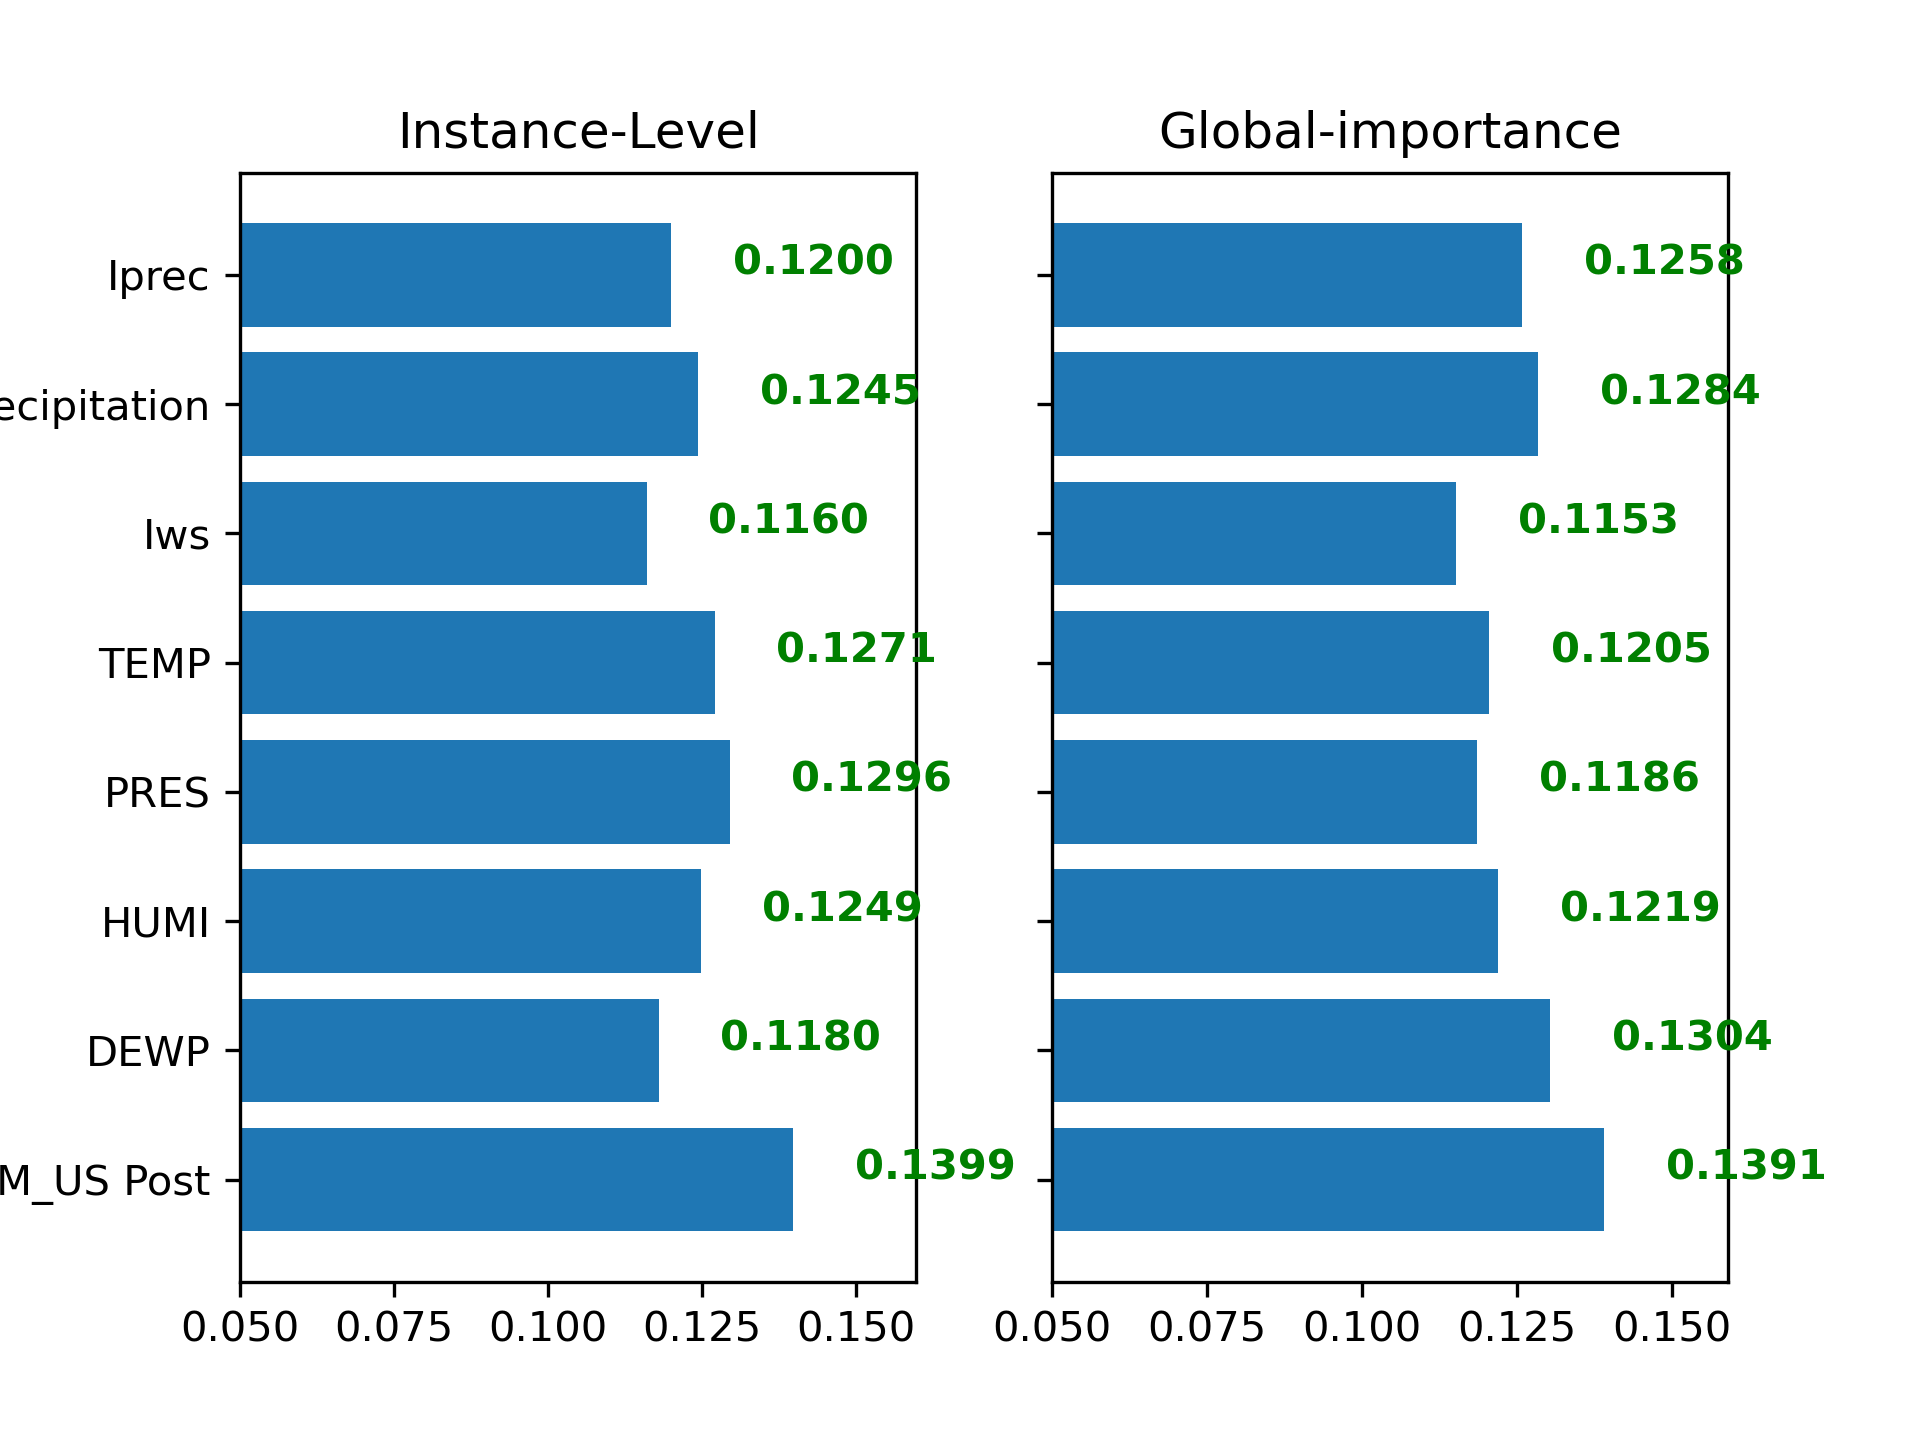 Instance-Level Global-importance
Iprec 0.1200 0.1258
ecipitation 0.1245 0.1284
Iws 0.1160 0.1153
TEMP 0.1271 0.1205
PRES 0.1296 0.1186
HUMI 0.1249 0.1219
DEWP 0.1180 0.1304
M_US Post 0.1399 0.1391
0.050 0.075 0.100 0.125 0.150 0.050 0.075 0.100 0.125 0.150